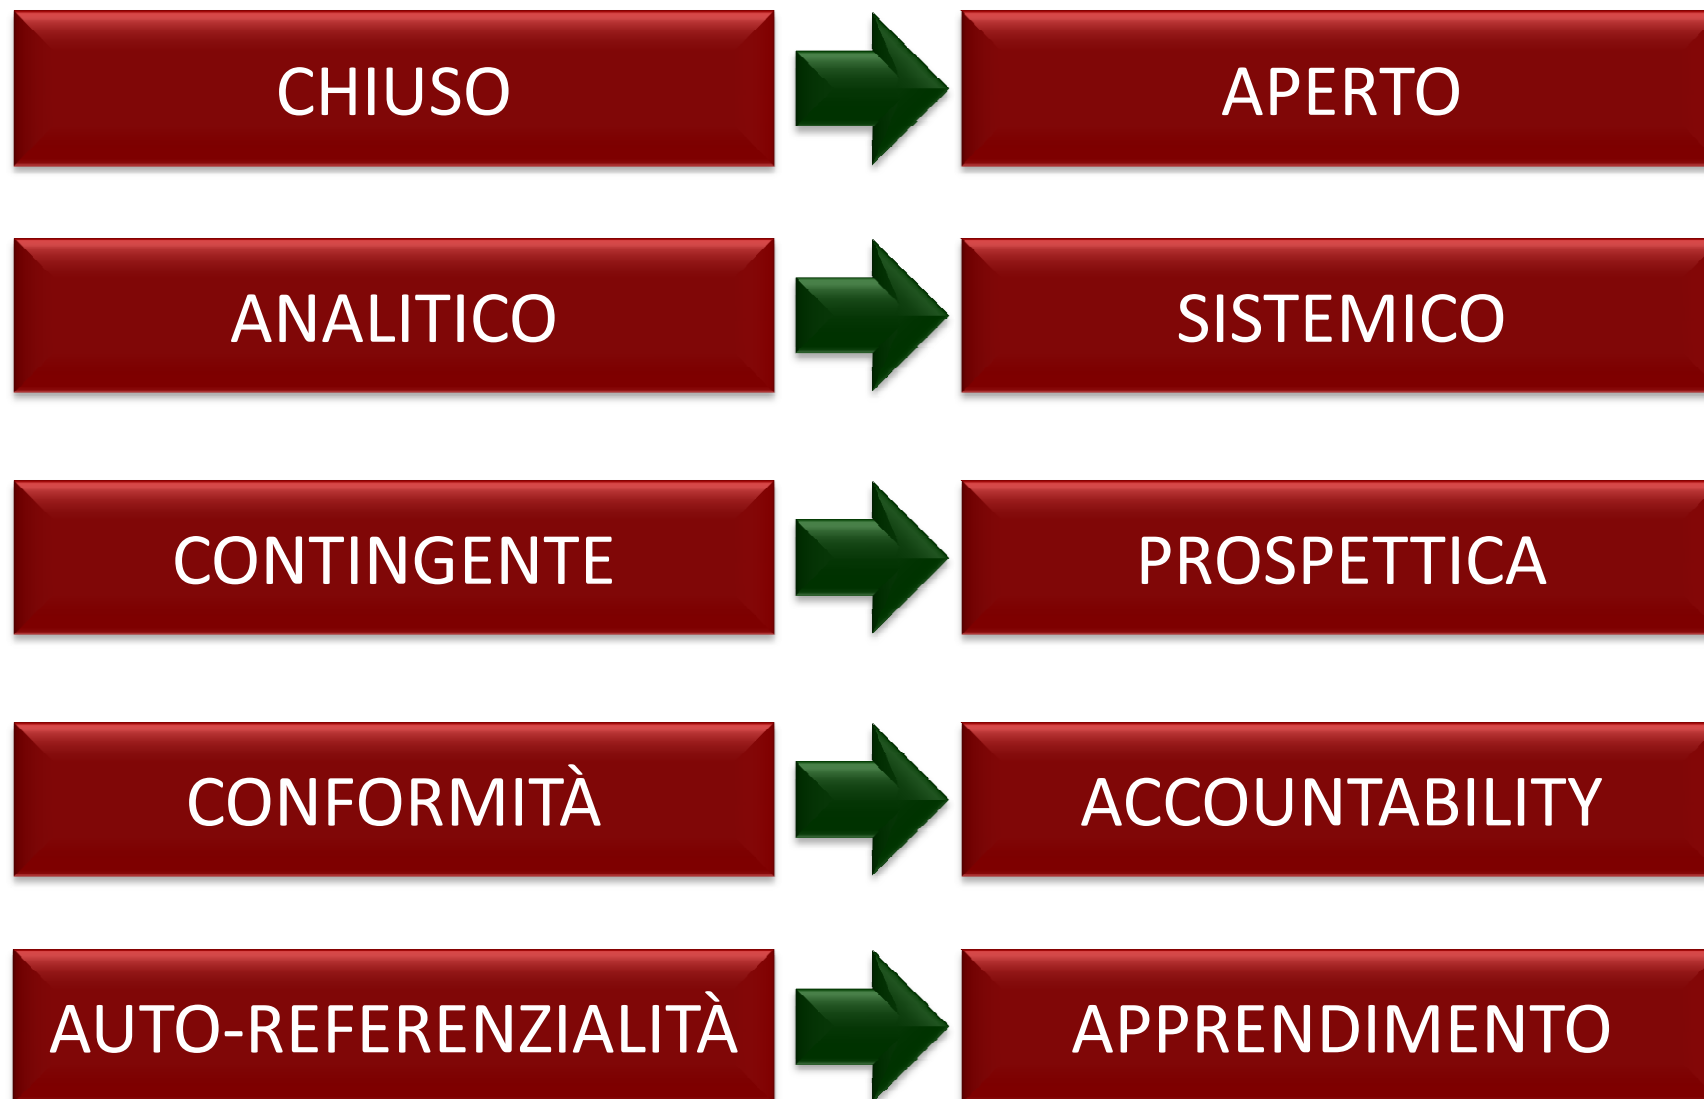 CHIUSO
APERTO
ANALITICO
SISTEMICO
CONTINGENTE
PROSPETTICA
CONFORMITÀ
ACCOUNTABILITY
AUTO-REFERENZIALITÀ
APPRENDIMENTO